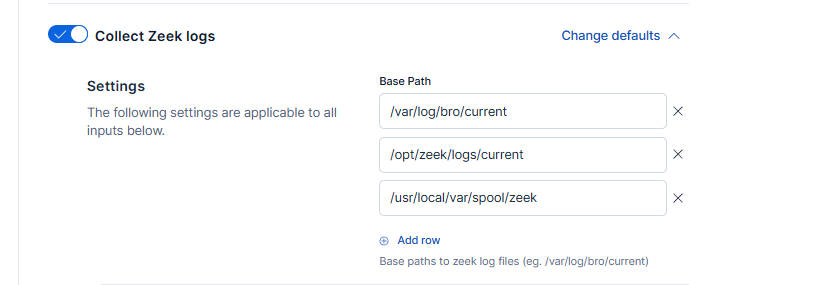 Collect Zeek logs
Change defaults
Settings
The following settings are applicable to all
inputs below.
Base Path
/var/log/bro/current
/opt/zeek/logs/current
/usr/local/var/spool/zeek
Add row
Base paths to zeek log files (eg. /var/log/bro/current)